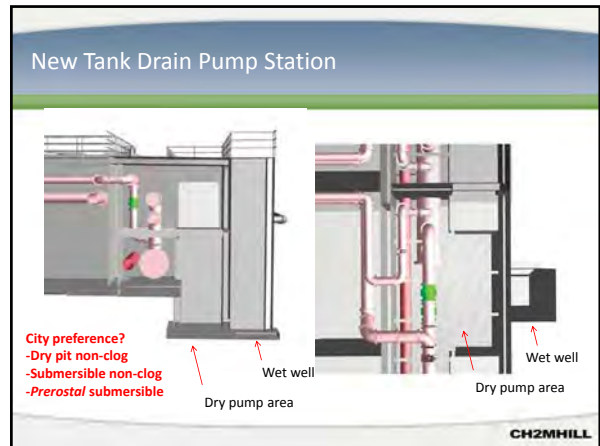 New Tank Drain Pump Station
City preference?
-Dry pit non-clog
-Submersible non-clog
-Prerostal submersible
Wet well
Dry pump area
Wet well
Dry pump area
CH2MHILL